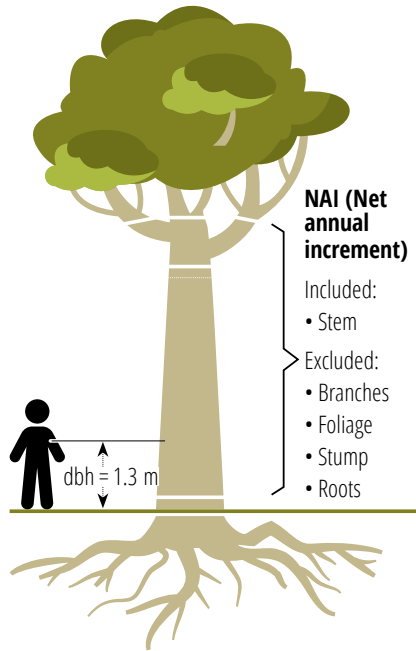 NAI (Net
annual
increment)
Included:
• Stem
Excluded:
• Branches
• Foliage
• Stump
• Roots
dbh = 1.3 m